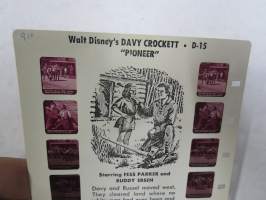 Walt Disney's DAVY CROCKETT • D-15
"PIONEER"
Starring FESS PARKER and
BUDDY EBSEN
Davy and Russel moved west.
They cleared land where no